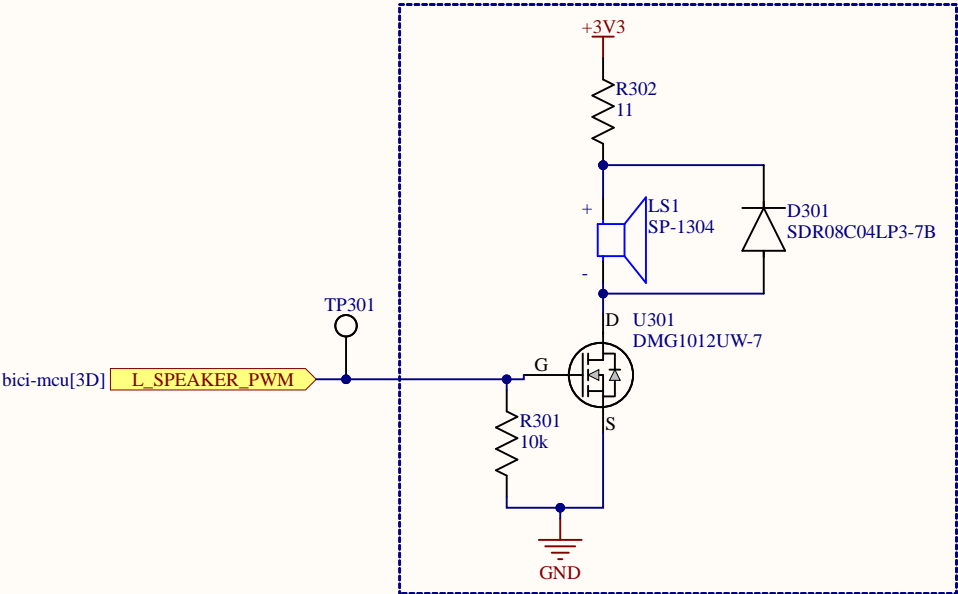 +3V3
R302
11
+
LS1
SP-1304
-
D301
SDR08C04LP3-7B
TP301
D
U301
DMG1012UW-7
bici-mcu[3D]
L_SPEAKER_PWM
G
S
R301
10k
GND